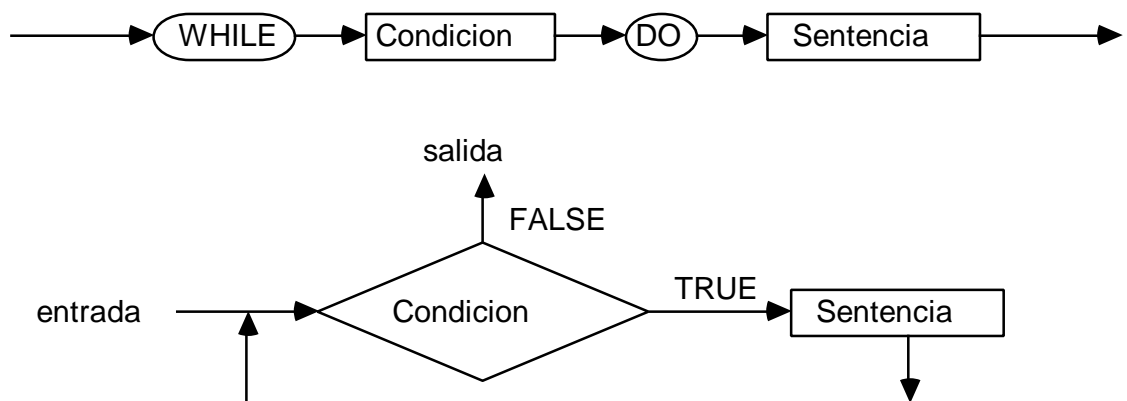 WHILE Condicion DO Sentencia
salida
FALSE
TRUE
entrada Condicion Sentencia